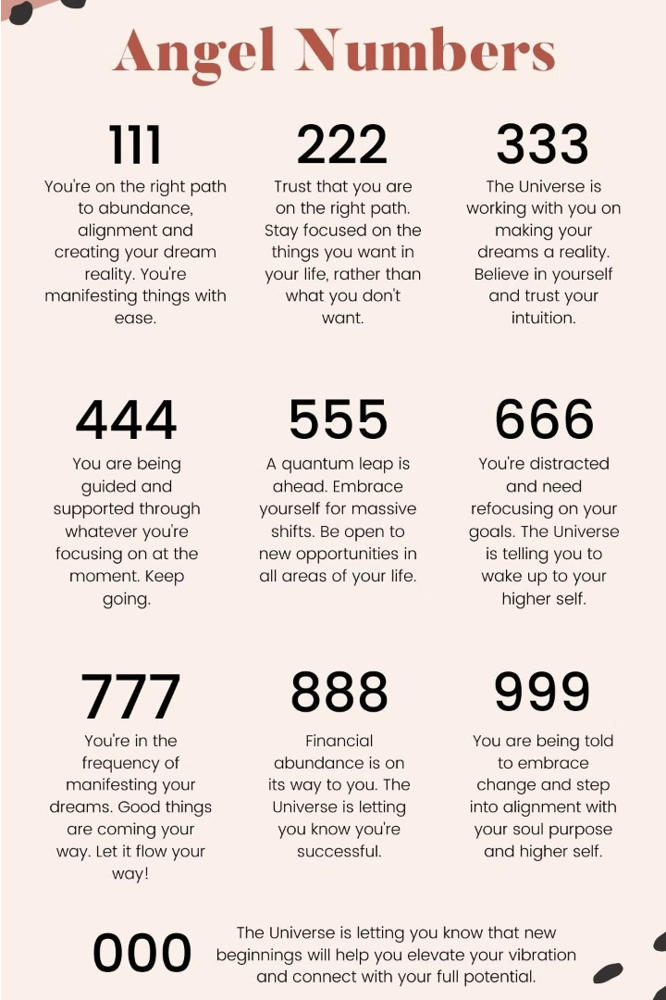 Angel Numbers
111
You're on the right path
to abundance,
alignment and
creating your dream
reality. You're
manifesting things with
ease.
222
Trust that you are
on the right path.
Stay focused on the
things you want in
your life, rather than
what you don't
want.
333
The Universe is
working with you on
making your
dreams a reality.
Believe in yourself
and trust your
intuition.
444
You are being
guided and
supported through
whatever you're
focusing on at the
moment. Keep
going.
555
A quantum leap is
ahead. Embrace
yourself for massive
shifts. Be open to
new opportunities in
all areas of your life.
666
You're distracted
and need
refocusing on your
goals. The Universe
is telling you to
wake up to your
higher self.
777
You're in the
frequency of
manifesting your
dreams. Good things
are coming your
way. Let it flow your
way!
888
Financial
abundance is on
its way to you. The
Universe is letting
you know you're
successful.
999
You are being told
to embrace
change and step
into alignment with
your soul purpose
and higher self.
000
The Universe is letting you know that new
beginnings will help you elevate your vibration
and connect with your full potential.